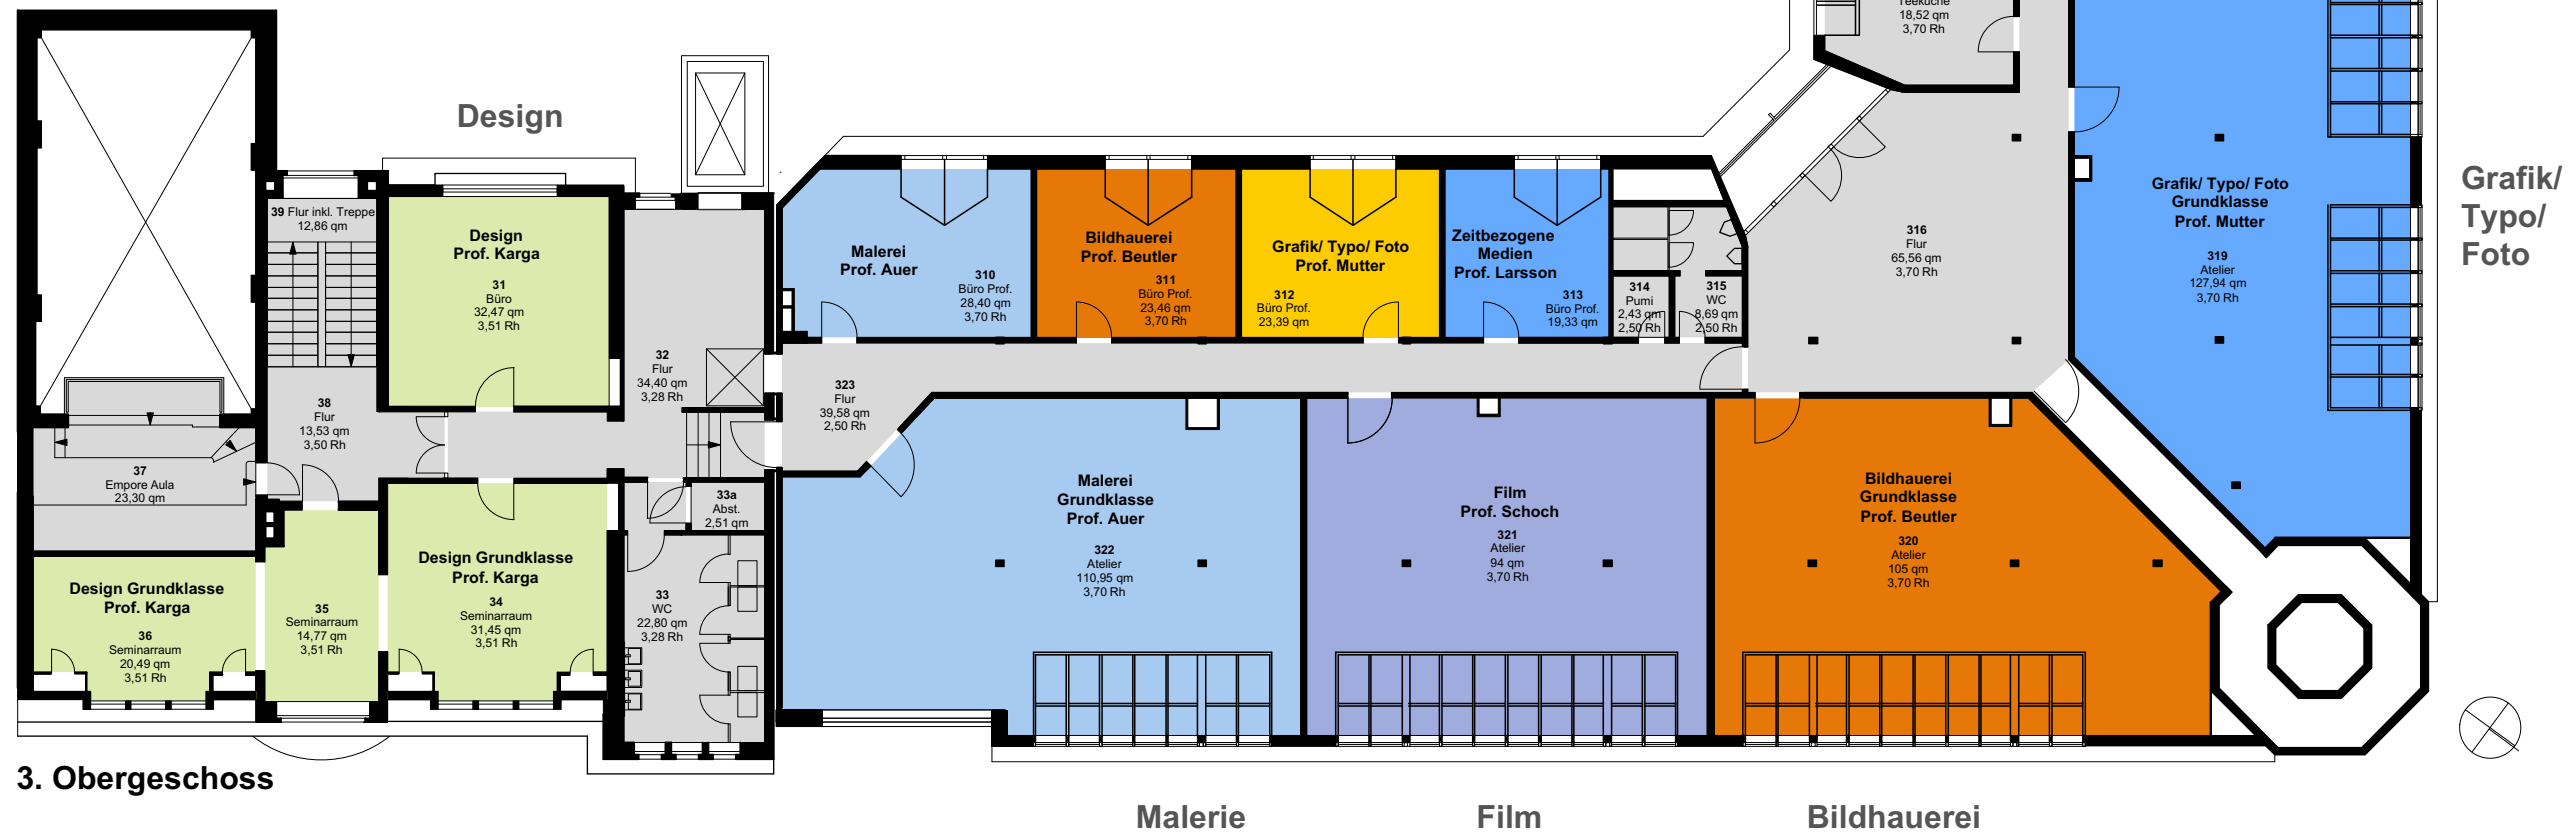 Teeküche
18,52 qm
3,70 Rh
Design
Grafik/
Typo/
Foto
39 Flur inkl. Treppe
12,86 qm
Design
Prof. Karga
31
Büro
32,47 qm
3,51 Rh
32
Flur
34,40 qm
3,28 Rh
38
Flur
13,53 qm
3,50 Rh
37
Empore Aula
23,30 qm
Design Grundklasse
Prof. Karga
36
Seminarraum
20,49 qm
3,51 Rh
35
Seminarraum
14,77 qm
3,51 Rh
Design Grundklasse
Prof. Karga
34
Seminarraum
31,45 qm
3,51 Rh
33a
Abst.
2,51 qm
33
WC
22,80 qm
3,28 Rh
Malerei
Prof. Auer
310
Büro Prof.
28,40 qm
3,70 Rh
Bildhauerei
Prof. Beutler
311
Büro Prof.
23,46 qm
3,70 Rh
Grafik/ Typo/ Foto
Prof. Mutter
312
Büro Prof.
23,39 qm
Zeitbezogene
Medien
Prof. Larsson
313
Büro Prof.
19,33 qm
314
Pumi
2,43 qm
2,50 Rh
315
WC
8,69 qm
2,50 Rh
316
Flur
65,56 qm
3,70 Rh
Grafik/ Typo/ Foto
Grundklasse
Prof. Mutter
319
Atelier
127,94 qm
3,70 Rh
323
Flur
39,58 qm
2,50 Rh
Malerei
Grundklasse
Prof. Auer
322
Atelier
110,95 qm
3,70 Rh
Film
Prof. Schoch
321
Atelier
94 qm
3,70 Rh
Bildhauerei
Grundklasse
Prof. Beutler
320
Atelier
105 qm
3,70 Rh
3. Obergeschoss
Malerie
Film
Bildhauerei